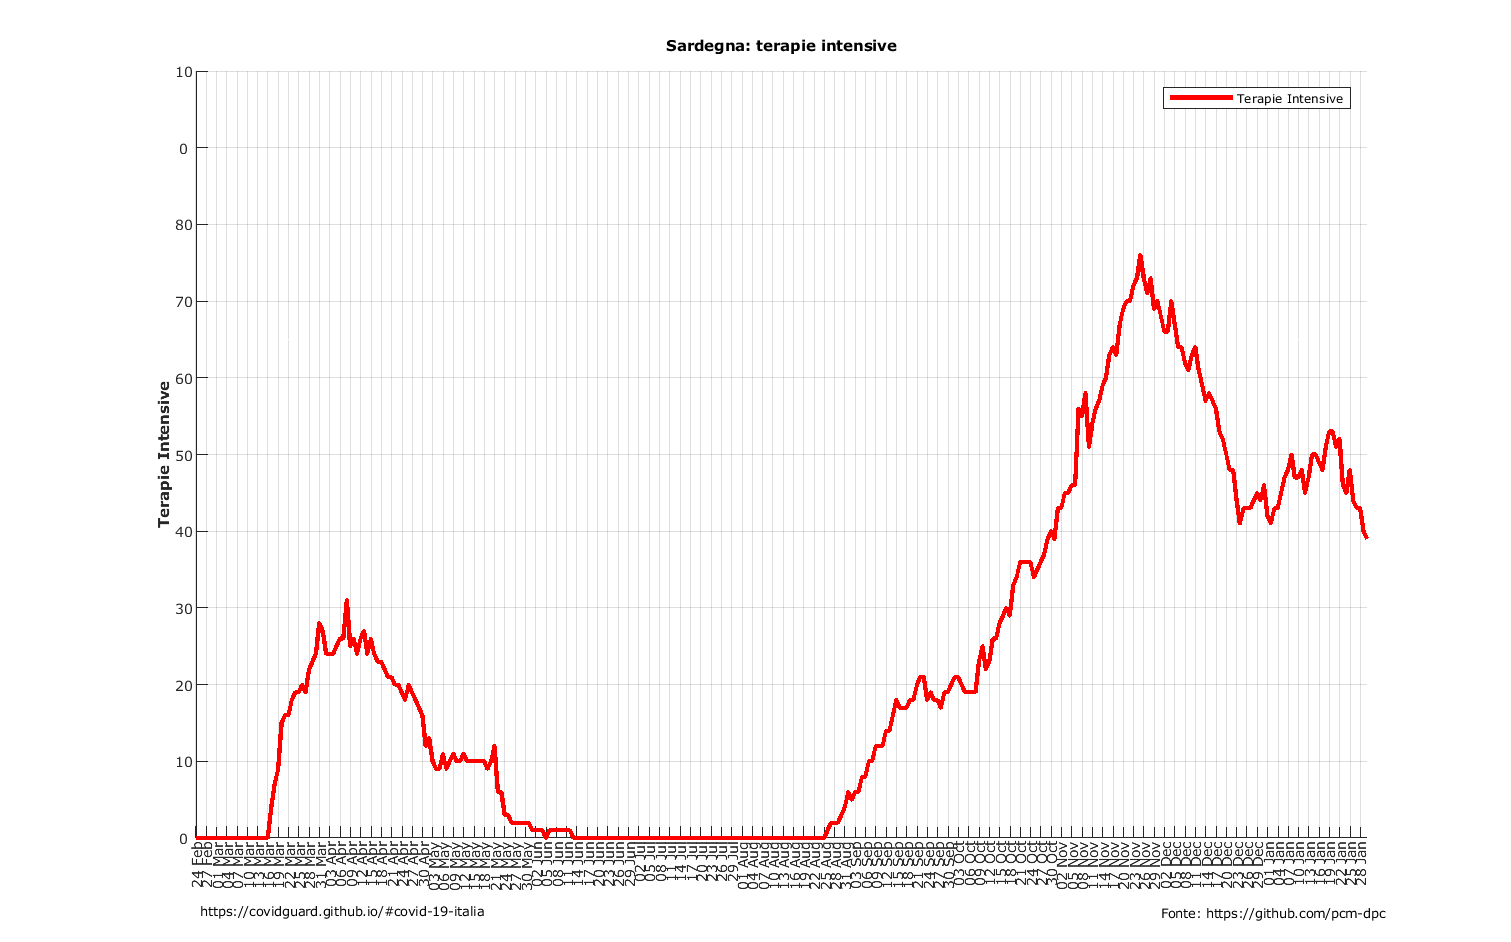 Sardegna: terapie intensive
Terapie Intensive
10
0
80
70
60
50
40
30
20
10
0
Terapie Intensive
24 Feb
27 Feb
01 Mar
04 Mar
07 Mar
10 Mar
13 Mar
16 Mar
19 Mar
22 Mar
25 Mar
28 Mar
31 Mar
03 Apr
06 Apr
09 Apr
12 Apr
15 Apr
18 Apr
21 Apr
24 Apr
27 Apr
30 Apr
03 May
06 May
09 May
12 May
15 May
18 May
21 May
24 May
27 May
30 May
02 Jun
05 Jun
08 Jun
11 Jun
14 Jun
17 Jun
20 Jun
23 Jun
26 Jun
29 Jun
02 Jul
05 Jul
08 Jul
11 Jul
14 Jul
17 Jul
20 Jul
23 Jul
26 Jul
29 Jul
01 Aug
04 Aug
07 Aug
10 Aug
13 Aug
16 Aug
19 Aug
22 Aug
25 Aug
28 Aug
31 Aug
03 Sep
06 Sep
09 Sep
12 Sep
15 Sep
18 Sep
21 Sep
24 Sep
27 Sep
30 Sep
03 Oct
06 Oct
09 Oct
12 Oct
15 Oct
18 Oct
21 Oct
24 Oct
27 Oct
30 Oct
02 Nov
05 Nov
08 Nov
11 Nov
14 Nov
17 Nov
20 Nov
23 Nov
26 Nov
29 Nov
02 Dec
05 Dec
08 Dec
11 Dec
14 Dec
17 Dec
20 Dec
23 Dec
26 Dec
29 Dec
01 Jan
04 Jan
07 Jan
10 Jan
13 Jan
16 Jan
19 Jan
22 Jan
25 Jan
28 Jan
https://covidguard.github.io/#covid-19-italia
Fonte: https://github.com/pcm-dpc